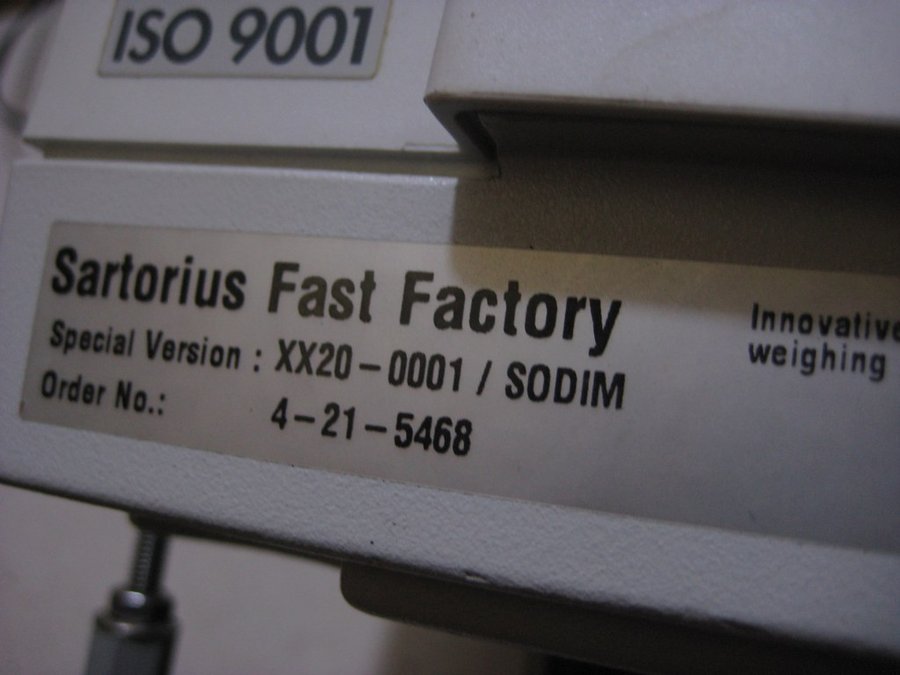 ISO 9001
Sartorius Fast Factory
Special Version : XX20-0001 / SODIM
Order No.: 4-21-5468
Innovative
weighing